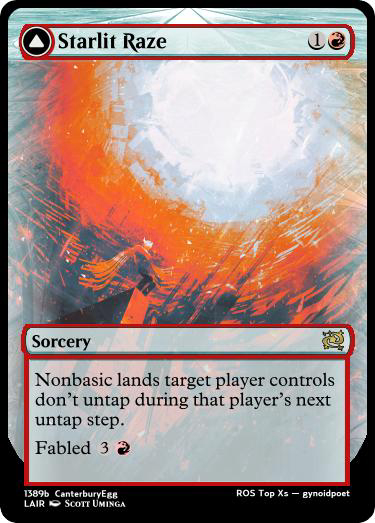 Starlit Raze 1
Sorcery
Nonbasic lands target player controls
don't untap during that player's next
untap step.
Fabled 3
1389b CanterburyEgg ROS Top Xs — gynoidpoet
LAIR Scott Uminga